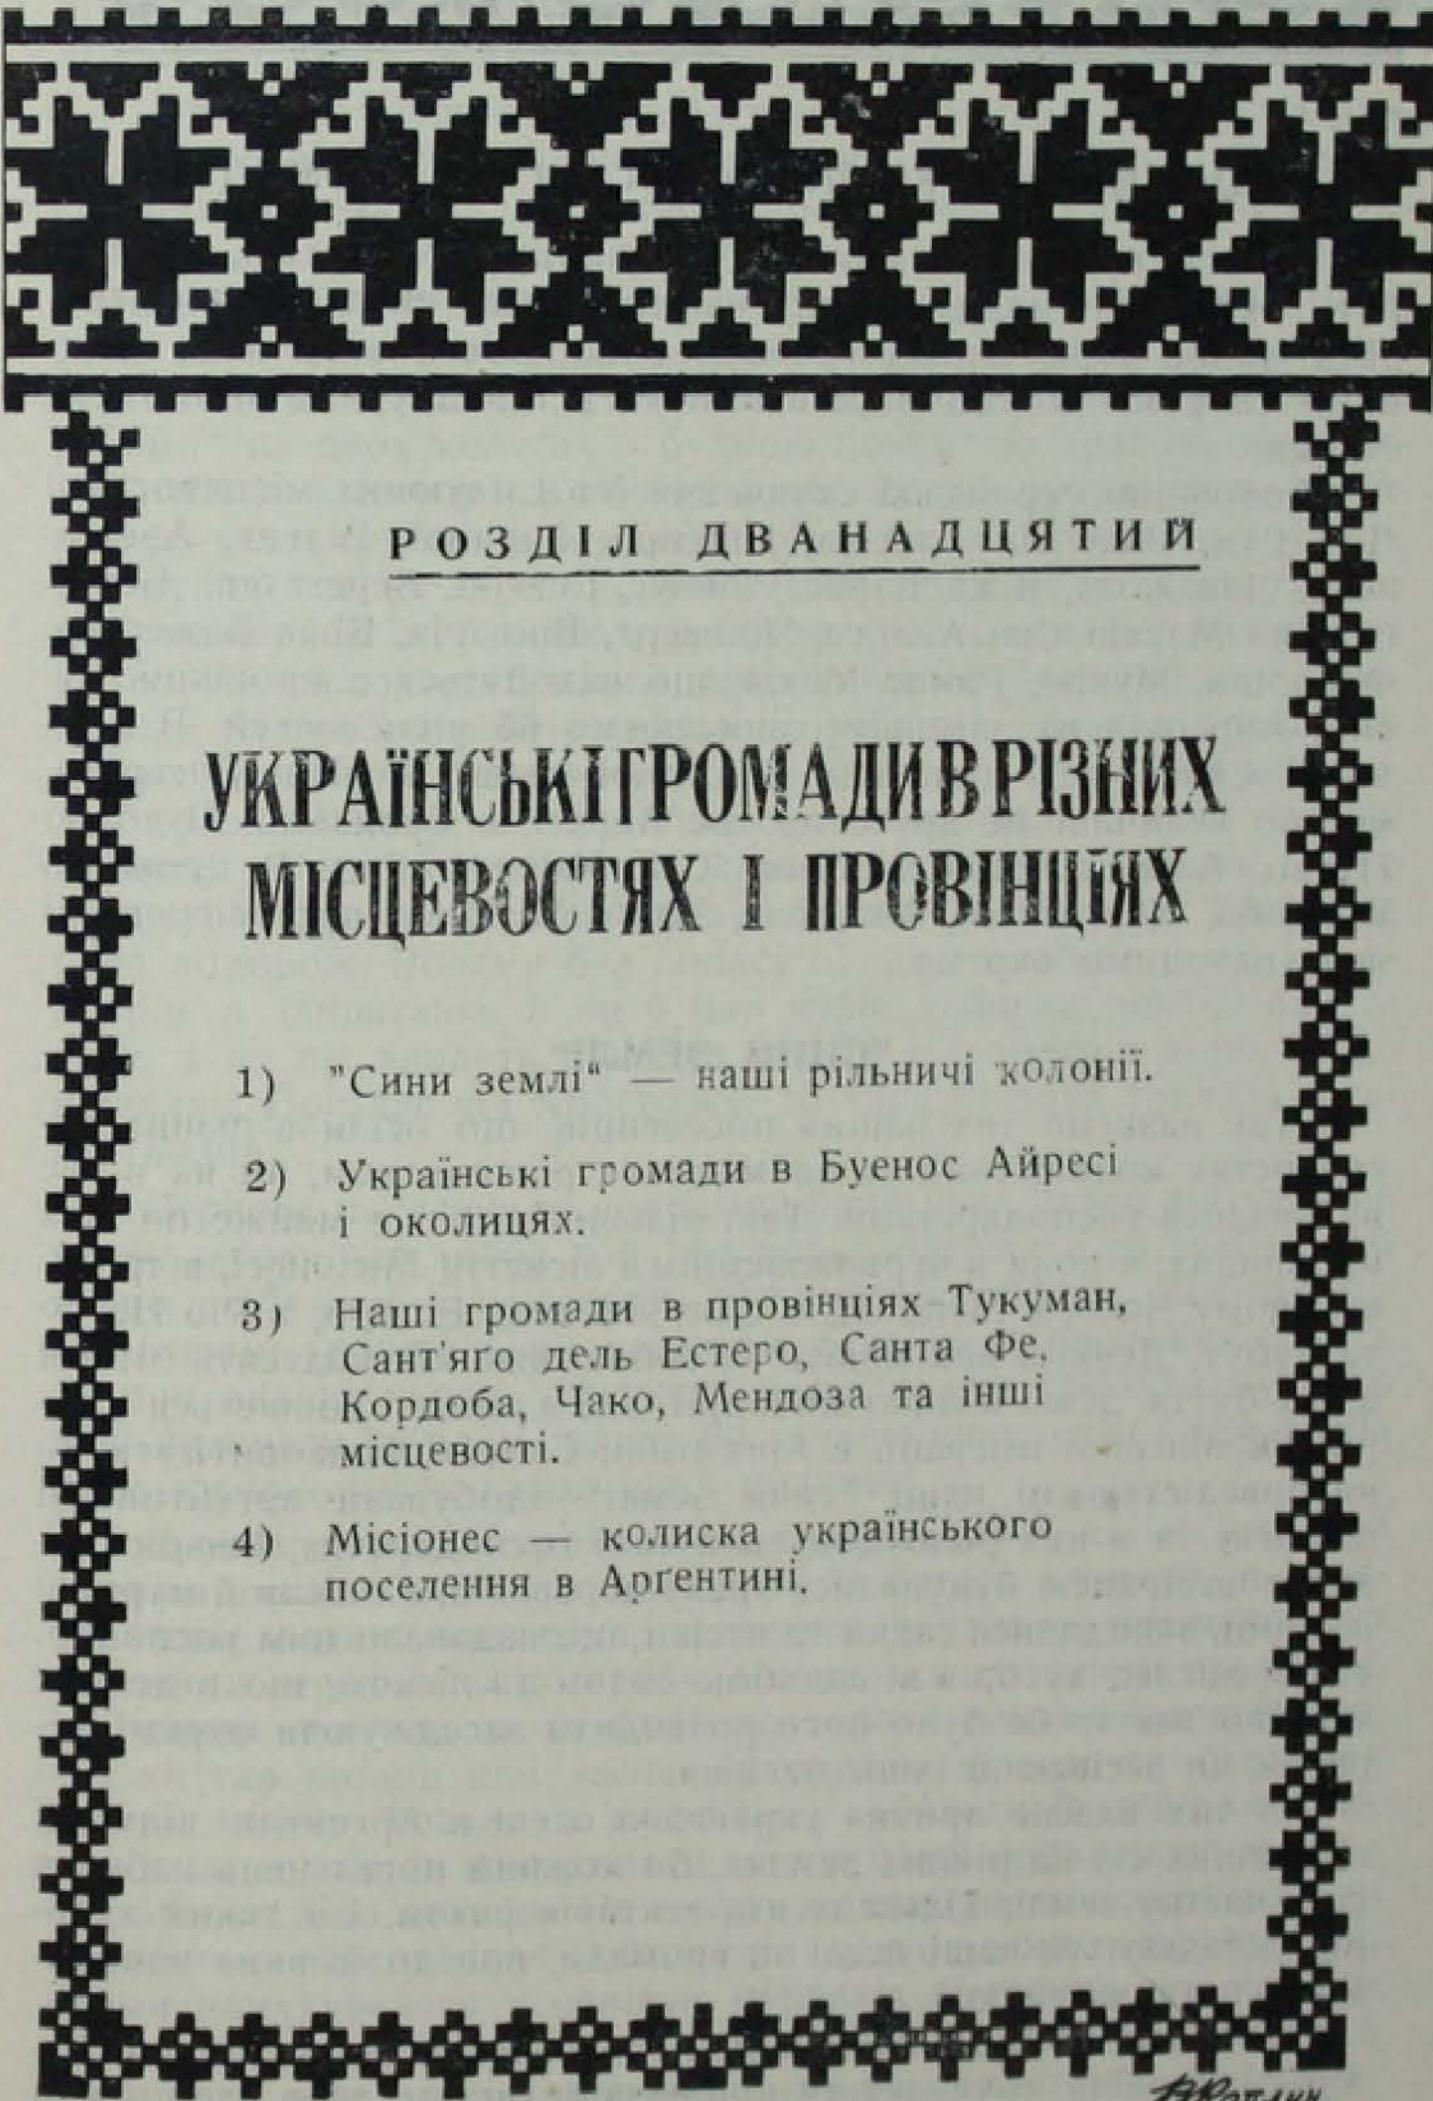 РОЗДІЛ ДВАНАДЦЯТИЙ
УКРАЇНСЬКІ ГРОМАДИ В РІЗНИХ
МІСЦЕВОСТЯХ І ПРОВІНЦІЯХ
1) "Сини землі“ — наші рільничі колонії.
2) Українські громади в Буенос Айресі
і околицях.
3) Наші громади в провінціях Тукуман,
Сант'яґо дель Естеро, Санта Фе,
Кордоба, Чако, Мендоза та інші
місцевості.
4) Місіонес — колиска українського
поселення в Арґентині.